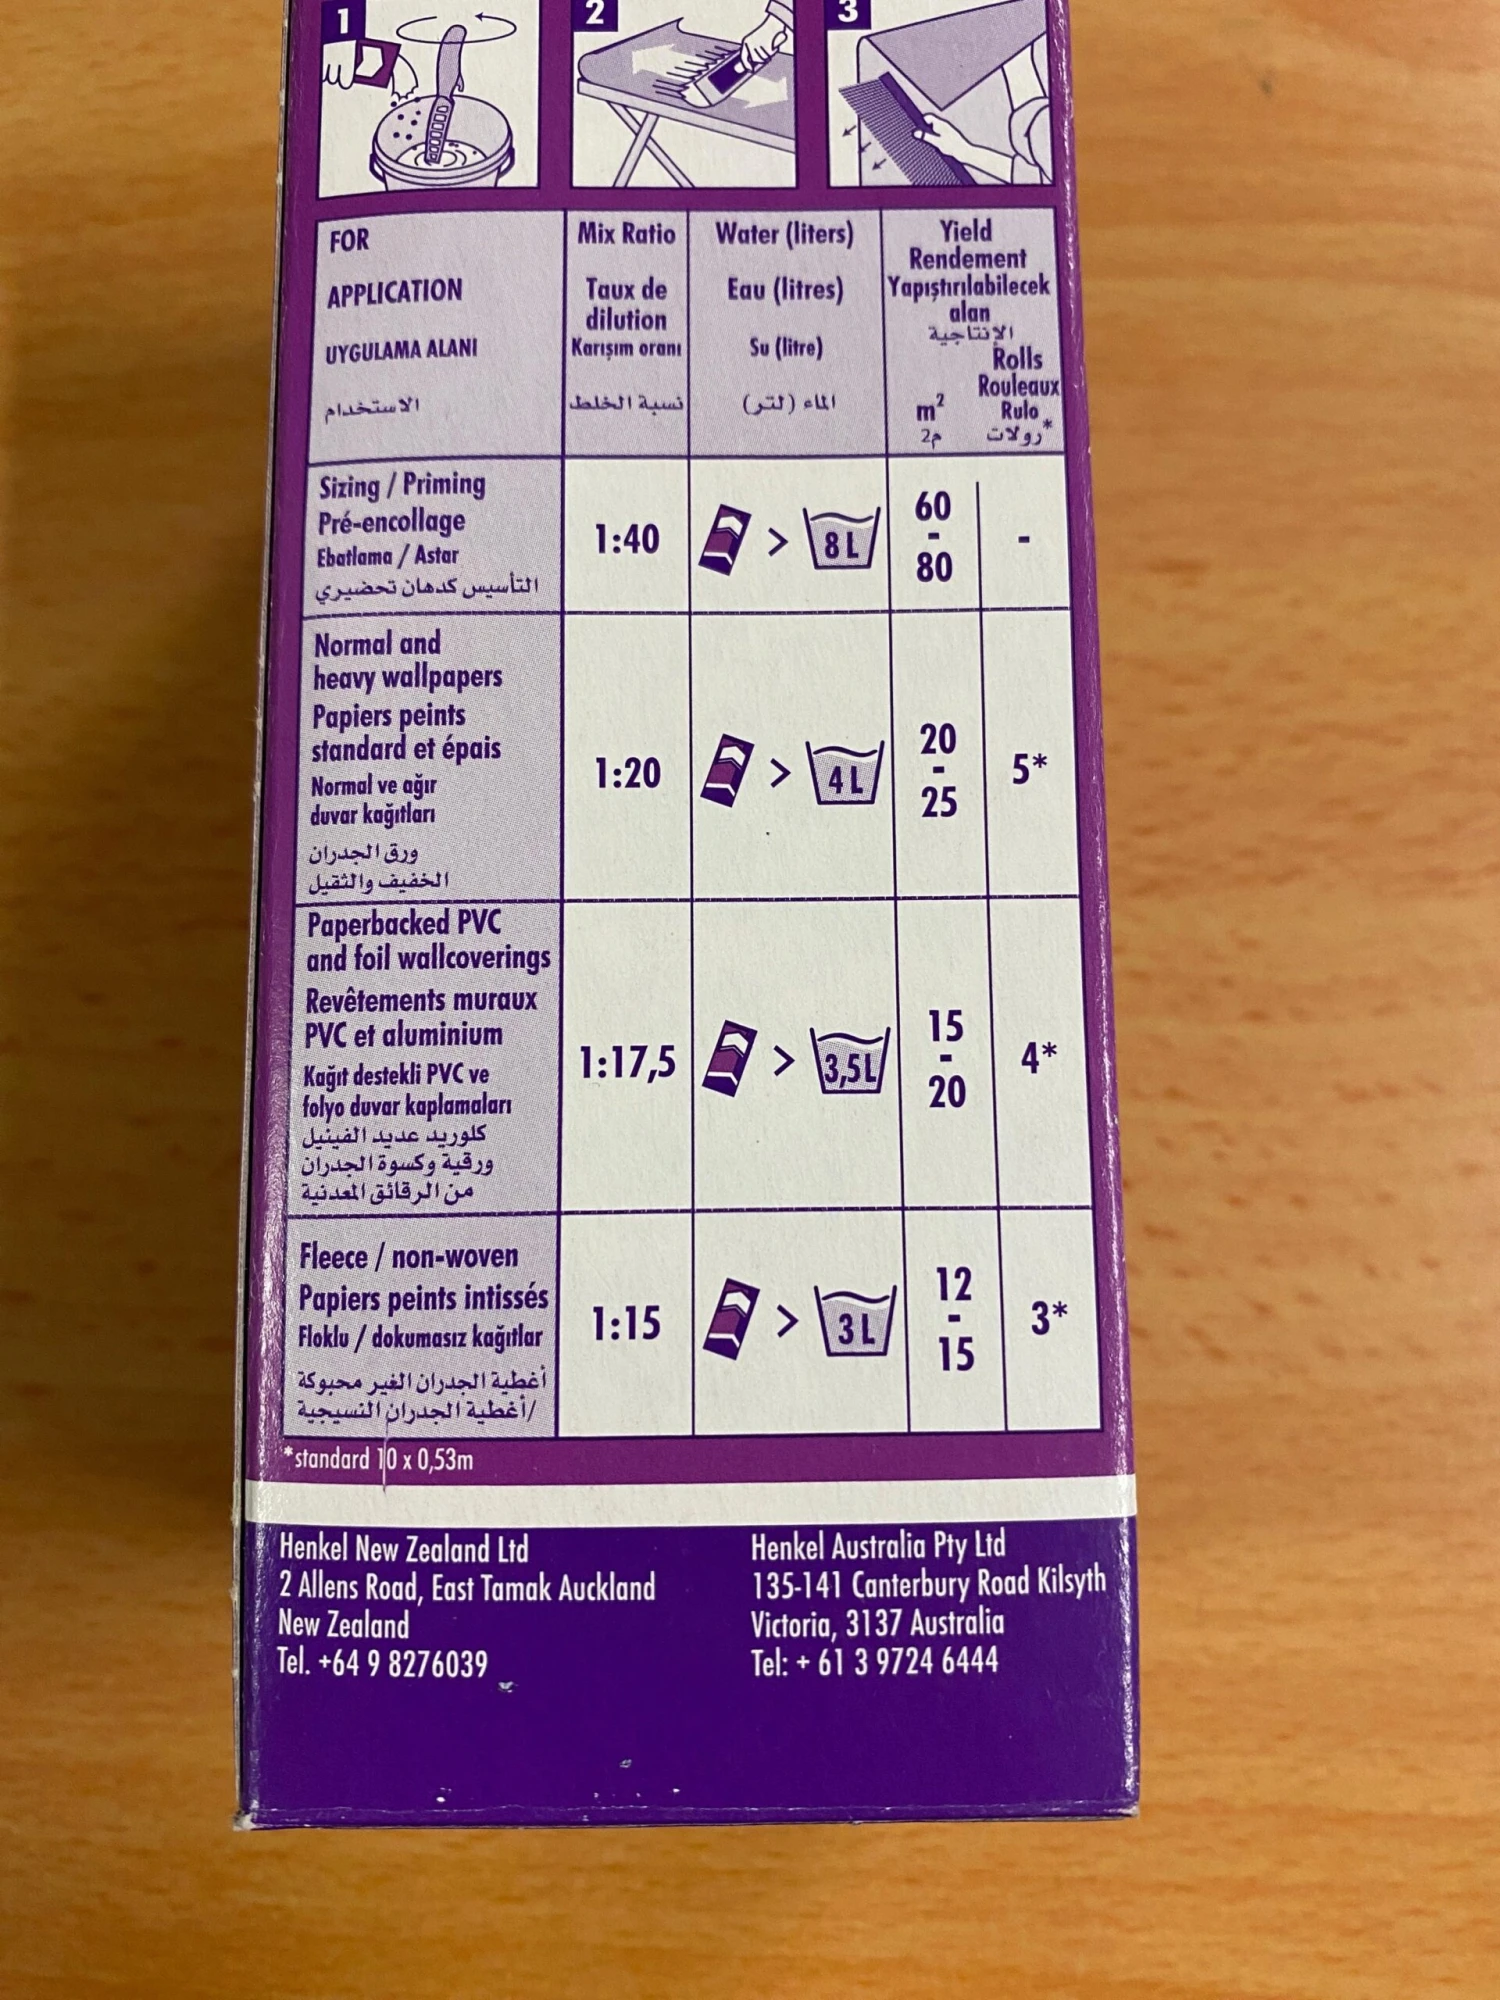 1
2
3
FOR
APPLICATION
UYGULAMA ALANI
الاستخدام
Mix Ratio
Taux de
dilution
Karışım oranı
نسبة الخلط
Water (liters)
Eau (litres)
Su (litre)
الماء (لتر)
Yield
Rendement
Yapıştırılabilecek
alan
الإنتاجية
m²
م2
Rolls
Rouleaux
Rulo
رولات*
Sizing / Priming
Pré-encollage
Ebatlama / Astar
التأسيس كدهان تحضيري
1:40
> 8 L
60
-
80
-
Normal and
heavy wallpapers
Papiers peints
standard et épais
Normal ve ağır
duvar kağıtları
ورق الجدران
الخفيف والثقيل
1:20
> 4 L
20
-
25
5*
Paperbacked PVC
and foil wallcoverings
Revêtements muraux
PVC et aluminium
Kağıt destekli PVC ve
folyo duvar kaplamaları
كلوريد عديد الفينيل
ورقية وكسوة الجدران
من الرقائق المعدنية
1:17,5
> 3,5L
15
-
20
4*
Fleece / non-woven
Papiers peints intissés
Floklu / dokumasız kağıtlar
أغطية الجدران الغير محبوكة
/أغطية الجدران النسيجية
1:15
> 3 L
12
-
15
3*
*standard 10 x 0,53m
Henkel New Zealand Ltd
2 Allens Road, East Tamak Auckland
New Zealand
Tel. +64 9 8276039
Henkel Australia Pty Ltd
135-141 Canterbury Road Kilsyth
Victoria, 3137 Australia
Tel: + 61 3 9724 6444